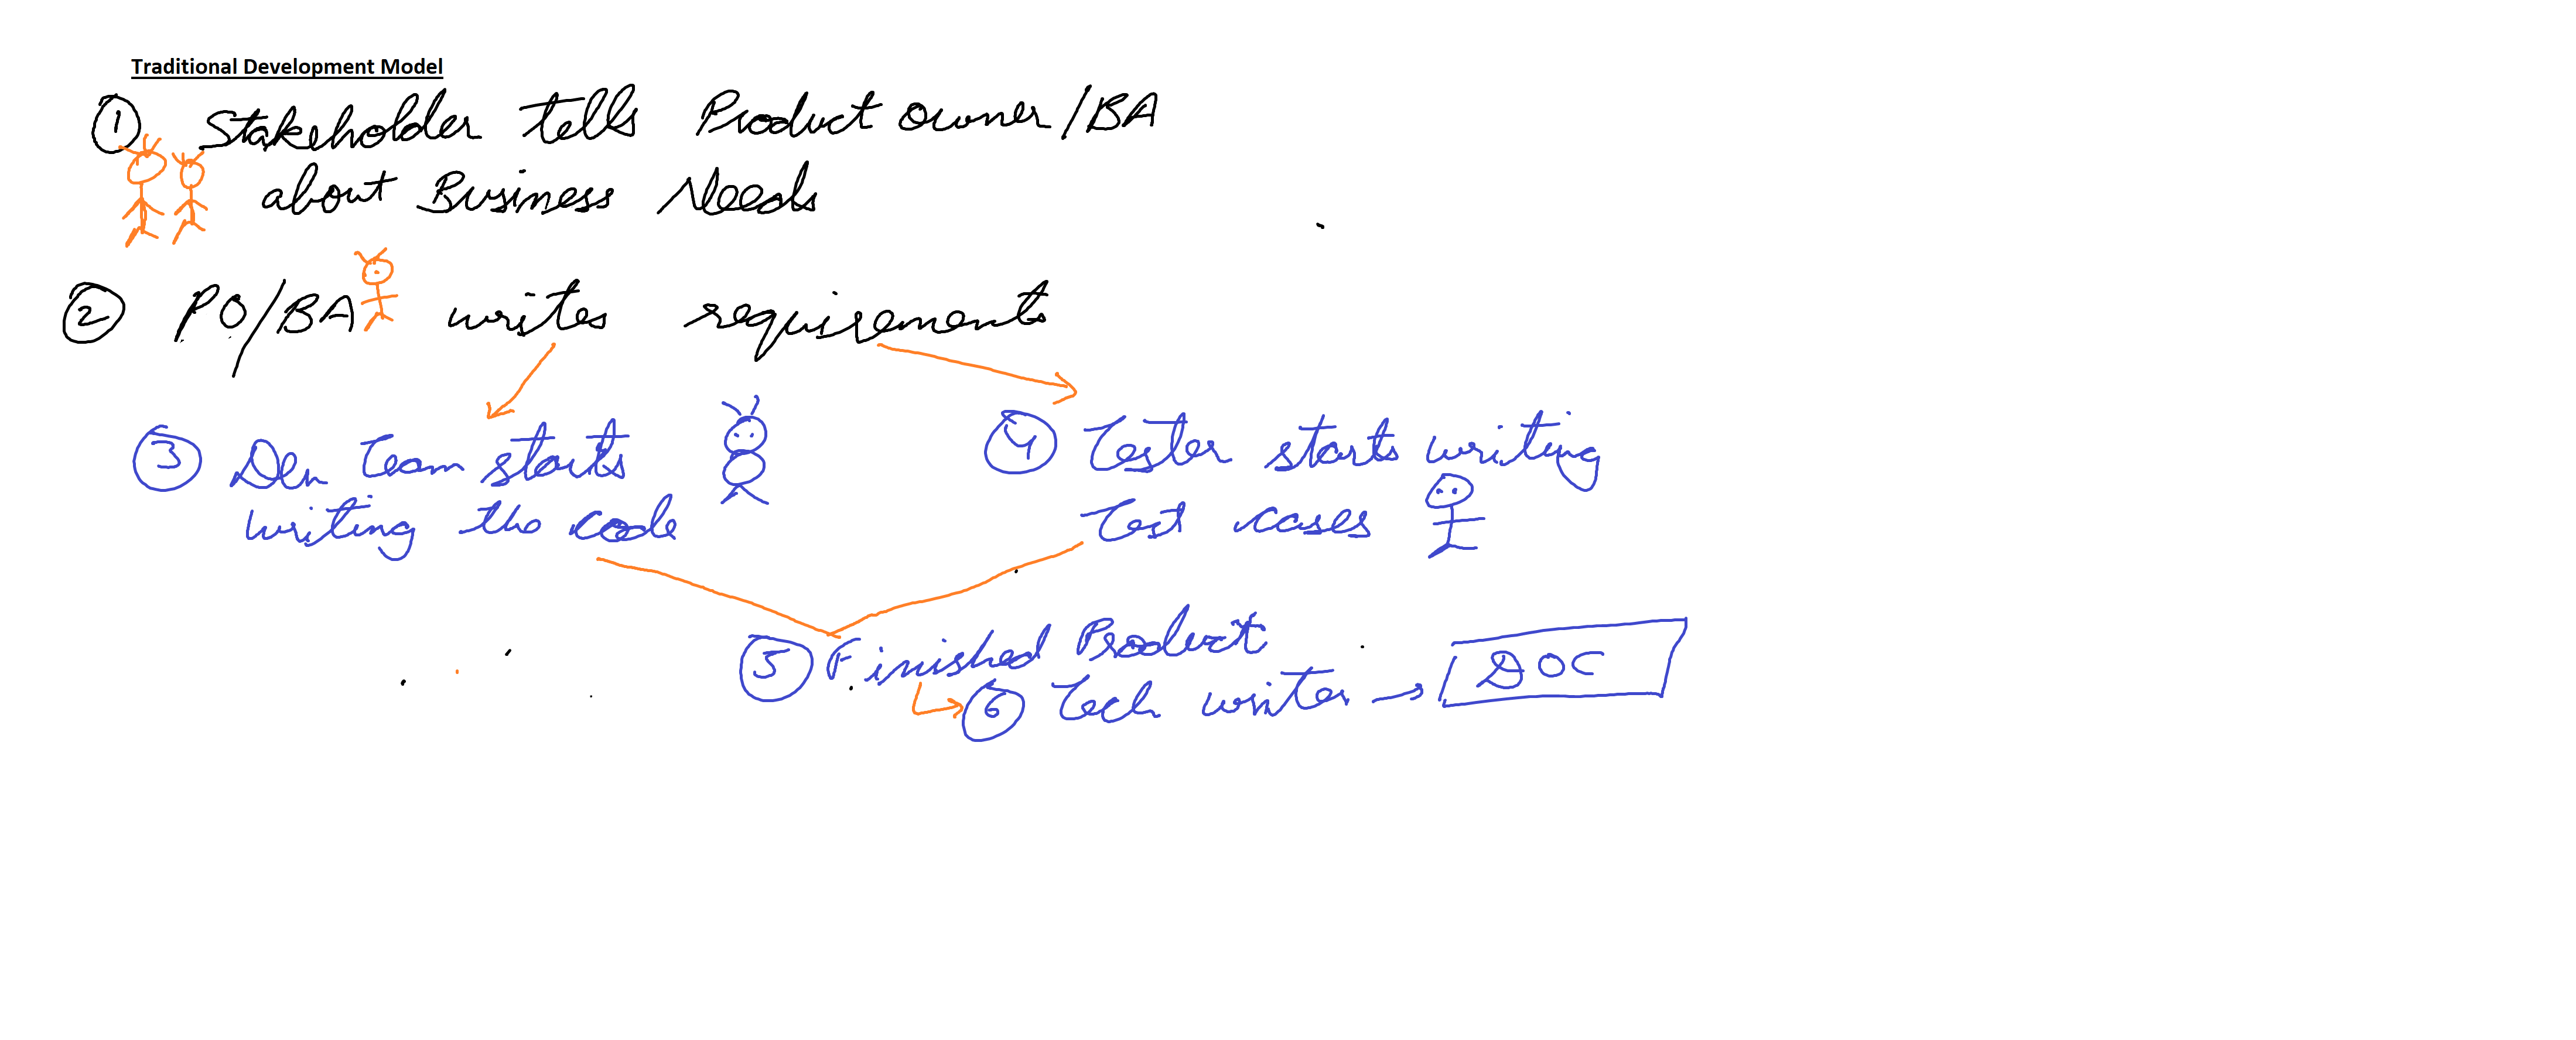 Traditional Development Model
① Stakeholder tells Product owner/BA
about Business Needs
② PO/BA writes requirements
③ Dev Team starts
writing the code
④ Tester starts writing
Test cases
⑤ Finished Product
⑥ Tech writer → DOC